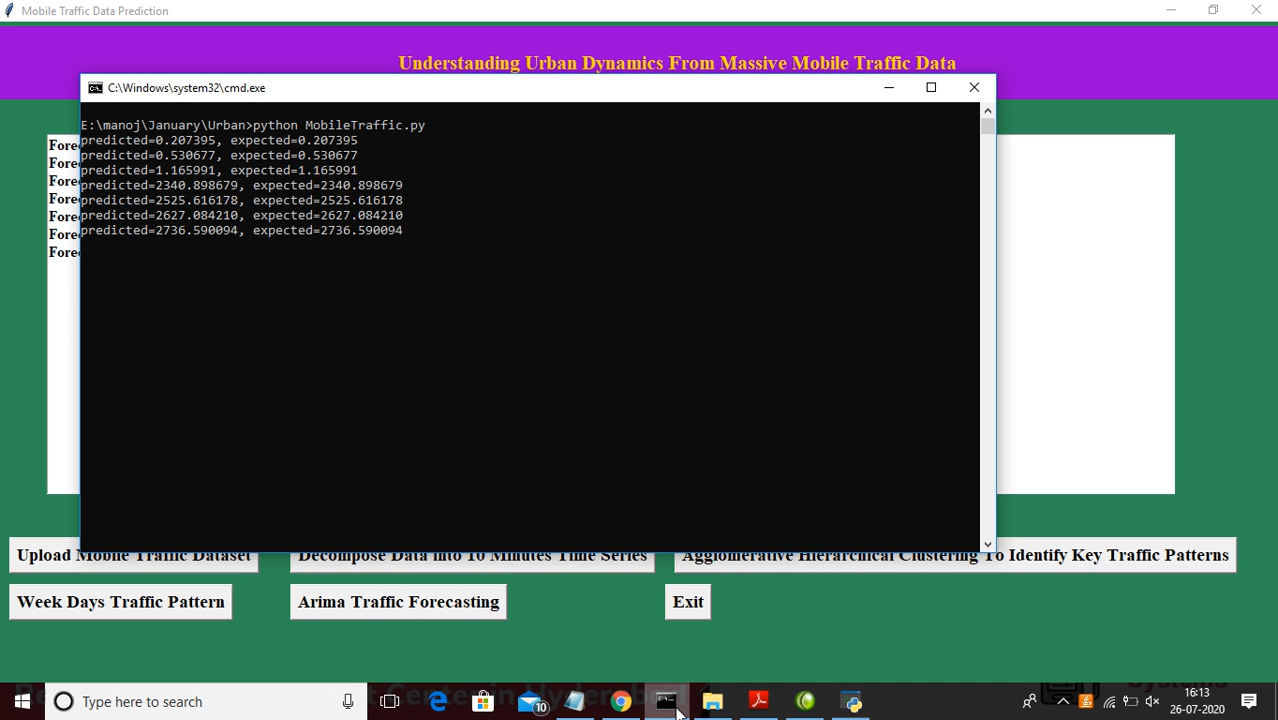 Mobile Traffic Data Prediction
Understanding Urban Dynamics From Massive Mobile Traffic Data
C:\Windows\system32\cmd.exe
E:\manoj\January\Urban>python MobileTraffic.py
predicted=0.207395, expected=0.207395
predicted=0.530677, expected=0.530677
predicted=1.165991, expected=1.165991
predicted=2340.898679, expected=2340.898679
predicted=2525.616178, expected=2525.616178
predicted=2627.084210, expected=2627.084210
predicted=2736.590094, expected=2736.590094
Upload Mobile Traffic Dataset
Decompose Data into 10 Minutes Time Series
Agglomerative Hierarchical Clustering To Identify Key Traffic Patterns
Week Days Traffic Pattern
Arima Traffic Forecasting
Exit
Type here to search
10
16:13
26-07-2020